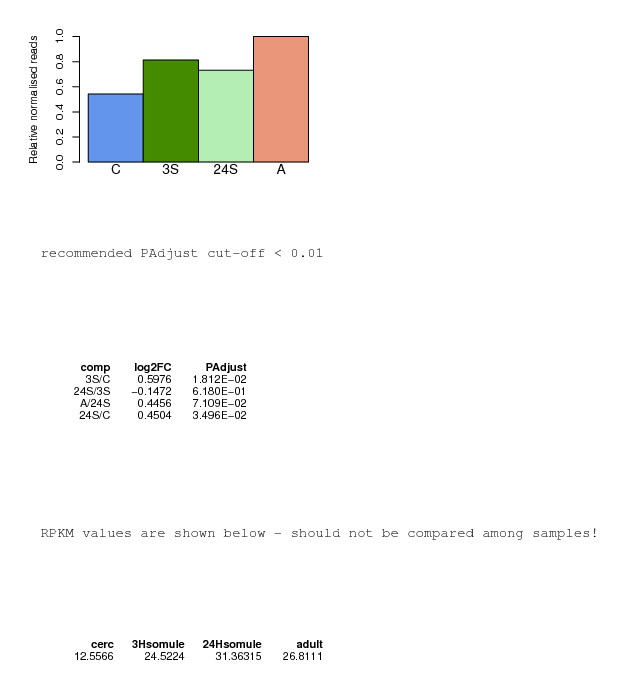 Relative normalised reads
1.0
0.8
0.6
0.4
0.2
0.0
C 3S 24S A
recommended PAdjust cut-off < 0.01
comp log2FC PAdjust
3S/C 0.5976 1.812E−02
24S/3S −0.1472 6.180E−01
A/24S 0.4456 7.109E−02
24S/C 0.4504 3.496E−02
RPKM values are shown below - should not be compared among samples!
cerc 3Hsomule 24Hsomule adult
12.5566 24.5224 31.36315 26.8111